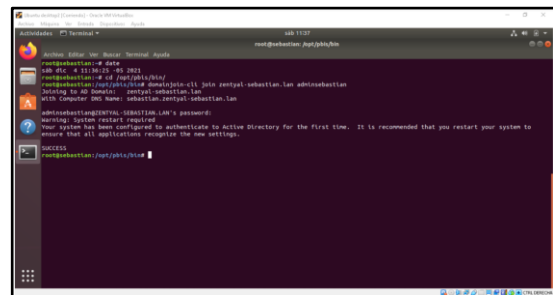 Ubuntu desktop1 [Corriendo] - Oracle VM VirtualBox
Archivo Máquina Ver Entrada Dispositivos Ayuda
Actividades Terminal sáb 11:37
root@sebastian: /opt/pbis/bin
Archivo Editar Ver Buscar Terminal Ayuda
root@sebastian:~# date
sáb dic 4 11:36:25 -05 2021
root@sebastian:~# cd /opt/pbis/bin/
root@sebastian:/opt/pbis/bin# domainjoin-cli join zentyal-sebastian.lan adminsebastian
Joining to AD Domain: zentyal-sebastian.lan
With Computer DNS Name: sebastian.zentyal-sebastian.lan
adminsebastian@ZENTYAL-SEBASTIAN.LAN's password:
Warning: System restart required
Your system has been configured to authenticate to Active Directory for the first time. It is recommended that you restart your system to
ensure that all applications recognize the new settings.
SUCCESS
root@sebastian:/opt/pbis/bin#
CTRL DERECHA